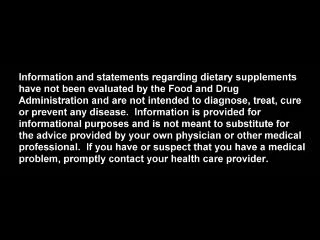 Information and statements regarding dietary supplements
have not been evaluated by the Food and Drug
Administration and are not intended to diagnose, treat, cure
or prevent any disease.  Information is provided for
informational purposes and is not meant to substitute for
the advice provided by your own physician or other medical
professional.  If you have or suspect that you have a medical
problem, promptly contact your health care provider.